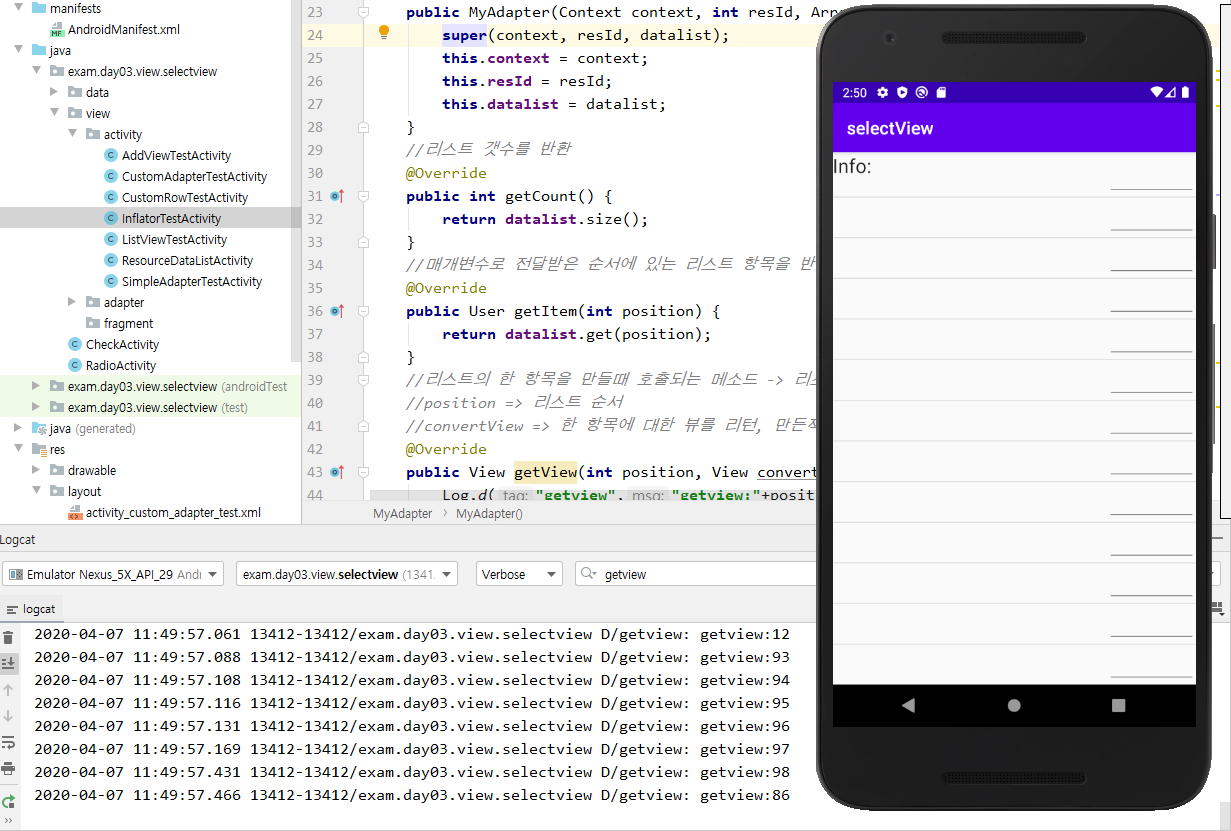 manifests
AndroidManifest.xml
java
exam.day03.view.selectview
data
view
activity
AddViewTestActivity
CustomAdapterTestActivity
CustomRowTestActivity
InflatorTestActivity
ListViewTestActivity
ResourceDataListActivity
SimpleAdapterTestActivity
adapter
fragment
CheckActivity
RadioActivity
exam.day03.view.selectview (androidTest
exam.day03.view.selectview (test)
java (generated)
res
drawable
layout
activity_custom_adapter_test.xml
23 public MyAdapter(Context context, int resId, Arr
24 super(context, resId, datalist);
25 this.context = context;
26 this.resId = resId;
27 this.datalist = datalist;
28 }
29 //리스트 갯수를 반환
30 @Override
31 public int getCount() {
32 return datalist.size();
33 }
34 //매개변수로 전달받은 순서에 있는 리스트 항목을 반
35 @Override
36 public User getItem(int position) {
37 return datalist.get(position);
38 }
39 //리스트의 한 항목을 만들때 호출되는 메소드 -> 리스
40 //position => 리스트 순서
41 //convertView => 한 항목에 대한 뷰를 리턴, 만든적
42 @Override
43 public View getView(int position, View convert
44 Log.d( tag: "getview", msg: "getview:"+posit
MyAdapter › MyAdapter()
2:50
selectView
Info:
Logcat
Emulator Nexus_5X_API_29 Andr
exam.day03.view.selectview (1341
Verbose
getview
logcat
2020-04-07 11:49:57.061 13412-13412/exam.day03.view.selectview D/getview: getview:12
2020-04-07 11:49:57.088 13412-13412/exam.day03.view.selectview D/getview: getview:93
2020-04-07 11:49:57.108 13412-13412/exam.day03.view.selectview D/getview: getview:94
2020-04-07 11:49:57.116 13412-13412/exam.day03.view.selectview D/getview: getview:95
2020-04-07 11:49:57.131 13412-13412/exam.day03.view.selectview D/getview: getview:96
2020-04-07 11:49:57.169 13412-13412/exam.day03.view.selectview D/getview: getview:97
2020-04-07 11:49:57.431 13412-13412/exam.day03.view.selectview D/getview: getview:98
2020-04-07 11:49:57.466 13412-13412/exam.day03.view.selectview D/getview: getview:86